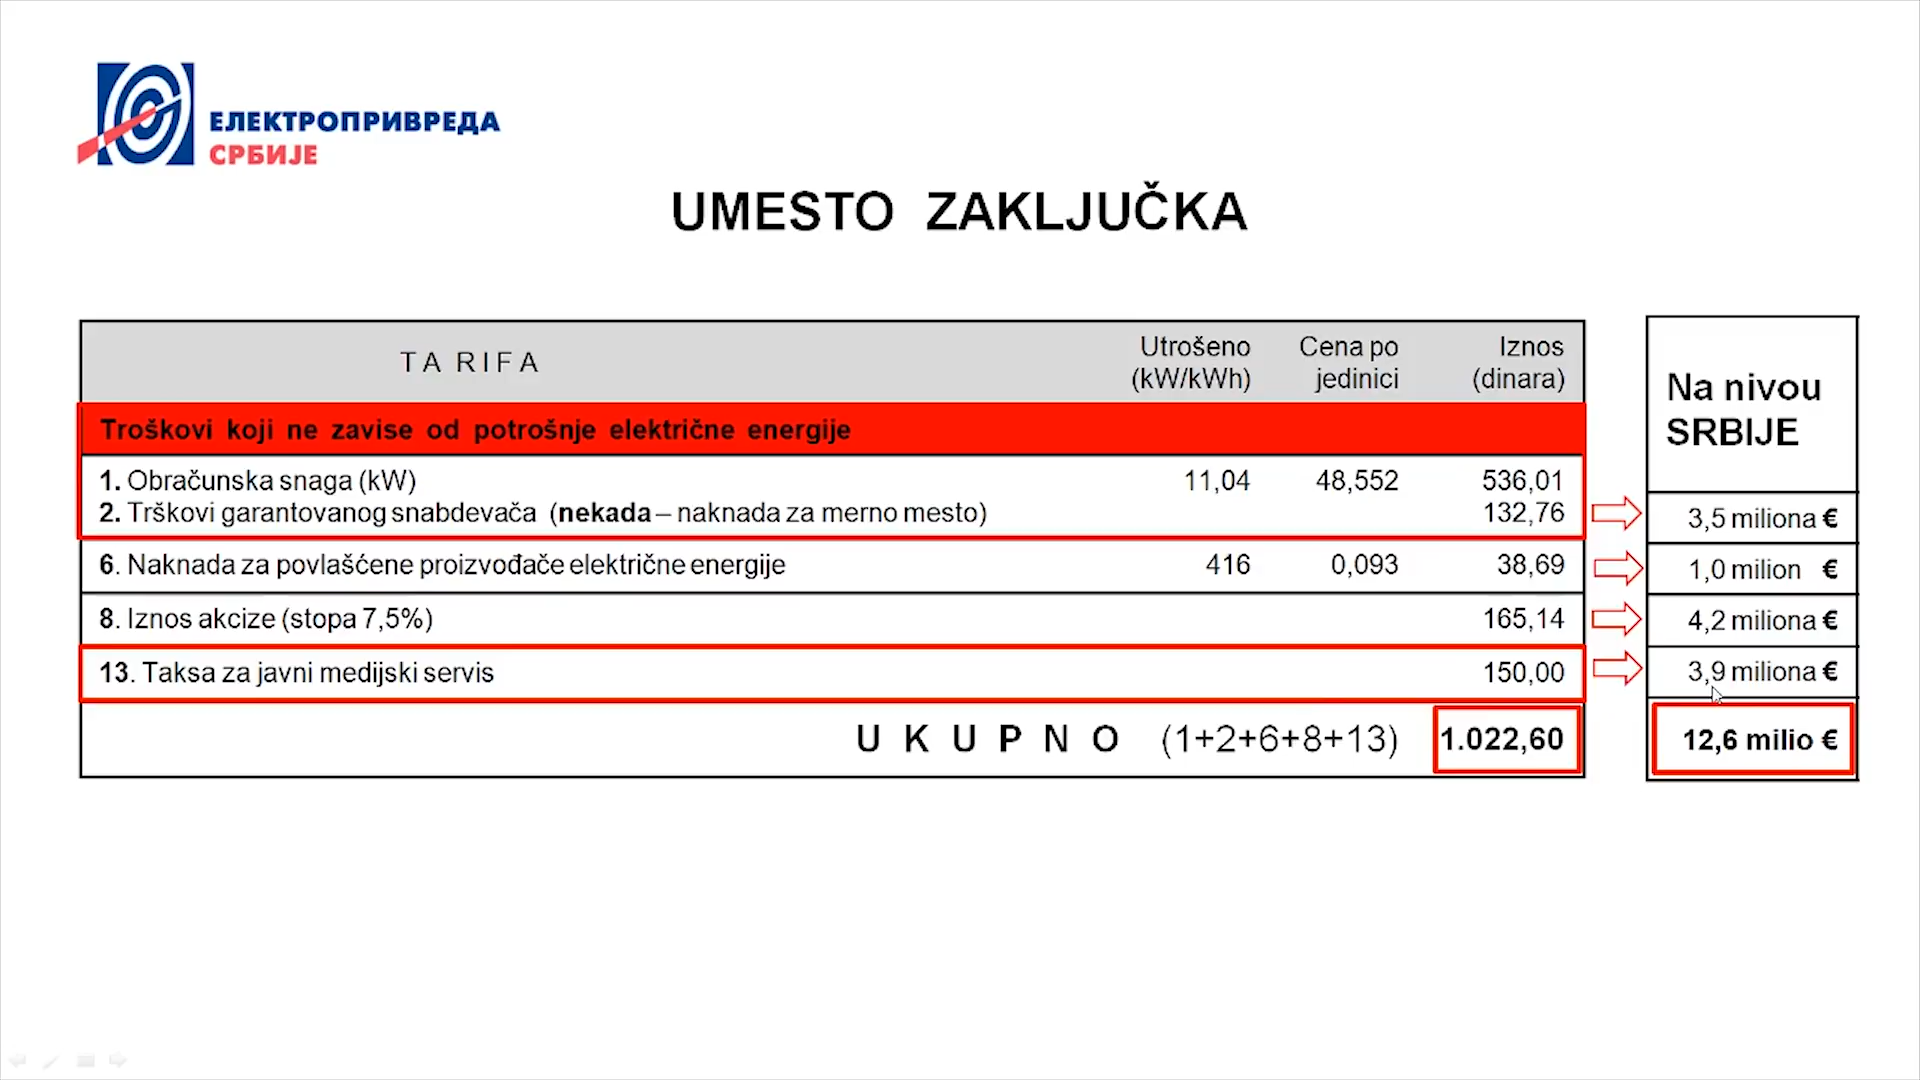 ЕЛЕКТРОПРИВРЕДА
СРБИЈЕ
UMESTO ZAKLJUČKA
TARIFA Utrošeno (kW/kWh) Cena po jedinici Iznos (dinara)
Na nivou
SRBIJE
Troškovi koji ne zavise od potrošnje električne energije
1. Obračunska snaga (kW) 11,04 48,552 536,01
2. Trškovi garantovanog snabdevača (nekada – naknada za merno mesto) 132,76 3,5 miliona €
6. Naknada za povlašćene proizvođače električne energije 416 0,093 38,69 1,0 milion €
8. Iznos akcize (stopa 7,5%) 165,14 4,2 miliona €
13. Taksa za javni medijski servis 150,00 3,9 miliona €
UKUPNO (1+2+6+8+13) 1.022,60 12,6 milio €